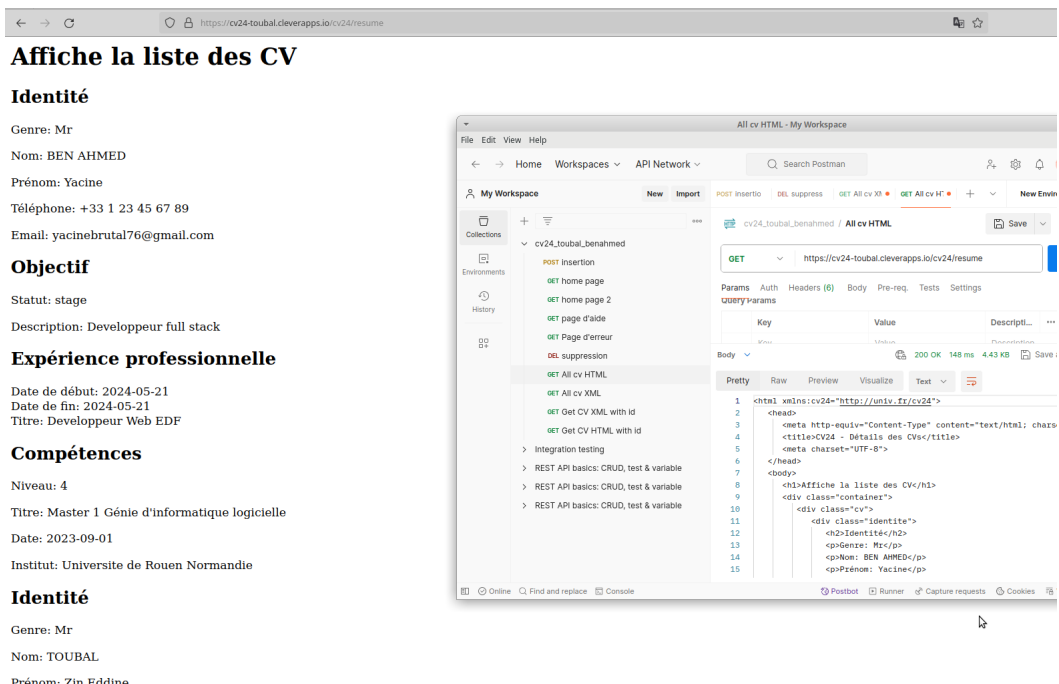 https://cv24-toubal.cleverapps.io/cv24/resume
Affiche la liste des CV
Identité
Genre: Mr
Nom: BEN AHMED
Prénom: Yacine
Téléphone: +33 1 23 45 67 89
Email: yacinebrutal76@gmail.com
Objectif
Statut: stage
Description: Developpeur full stack
Expérience professionnelle
Date de début: 2024-05-21
Date de fin: 2024-05-21
Titre: Developpeur Web EDF
Compétences
Niveau: 4
Titre: Master 1 Génie d'informatique logicielle
Date: 2023-09-01
Institut: Universite de Rouen Normandie
Identité
Genre: Mr
Nom: TOUBAL
Prénom: Zin Eddine
All cv HTML - My Workspace
File Edit View Help
Home Workspaces API Network Search Postman
My Workspace New Import
POST insertio DEL suppress GET All cv X GET All cv H New Envir
Collections
Environments
History
cv24_toubal_benahmed
POST insertion
GET home page
GET home page 2
GET page d'aide
GET Page d'erreur
DEL suppression
GET All cv HTML
GET All cv XML
GET Get CV XML with id
GET Get CV HTML with id
Integration testing
REST API basics: CRUD, test & variable
REST API basics: CRUD, test & variable
REST API basics: CRUD, test & variable
cv24_toubal_benahmed / All cv HTML Save
GET https://cv24-toubal.cleverapps.io/cv24/resume
Params Auth Headers (6) Body Pre-req. Tests Settings
Query Params
Key Value Descripti...
Key Value Description
Body 200 OK 148 ms 4.43 KB Save a
Pretty Raw Preview Visualize Text
1 <html xmlns:cv24="http://univ.fr/cv24">
2 <head>
3 <meta http-equiv="Content-Type" content="text/html; charse
4 <title>CV24 - Détails des CVs</title>
5 <meta charset="UTF-8">
6 </head>
7 <body>
8 <h1>Affiche la liste des CV</h1>
9 <div class="container">
10 <div class="cv">
11 <div class="identite">
12 <h2>Identité</h2>
13 <p>Genre: Mr</p>
14 <p>Nom: BEN AHMED</p>
15 <p>Prénom: Yacine</p>
Online Find and replace Console Postbot Runner Capture requests Cookies